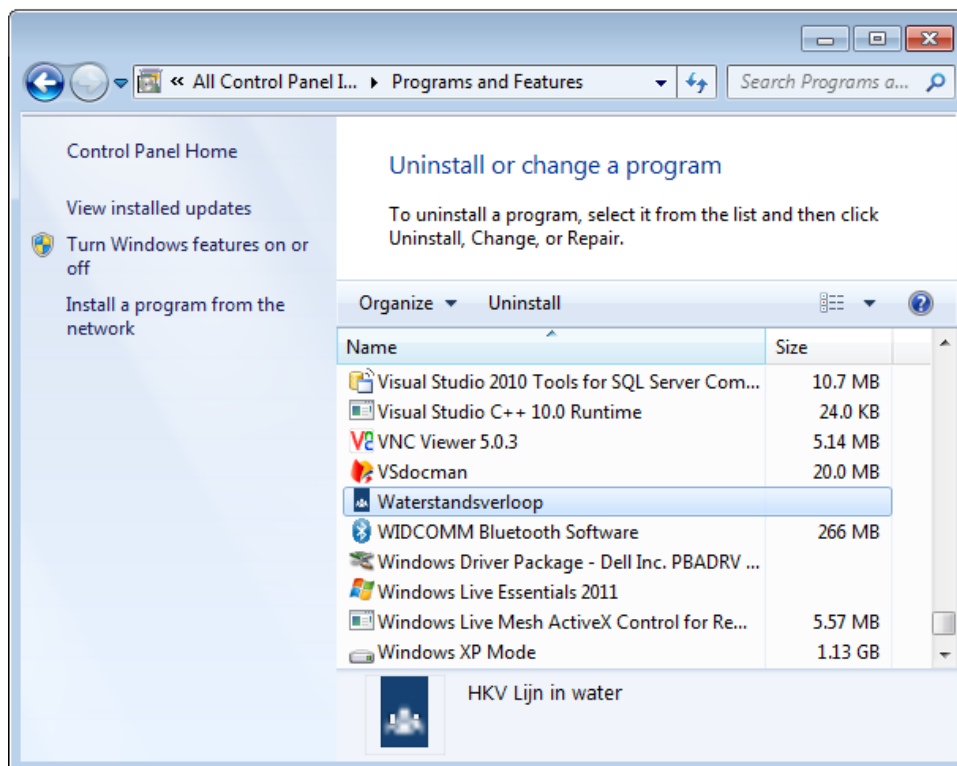 « All Control Panel I... ▸ Programs and Features
Search Programs a...
Control Panel Home
View installed updates
Turn Windows features on or
off
Install a program from the
network
Uninstall or change a program
To uninstall a program, select it from the list and then click
Uninstall, Change, or Repair.
Organize Uninstall
Name Size
Visual Studio 2010 Tools for SQL Server Com... 10.7 MB
Visual Studio C++ 10.0 Runtime 24.0 KB
VNC Viewer 5.0.3 5.14 MB
VSdocman 20.0 MB
Waterstandsverloop
WIDCOMM Bluetooth Software 266 MB
Windows Driver Package - Dell Inc. PBADRV ...
Windows Live Essentials 2011
Windows Live Mesh ActiveX Control for Re... 5.57 MB
Windows XP Mode 1.13 GB
HKV Lijn in water